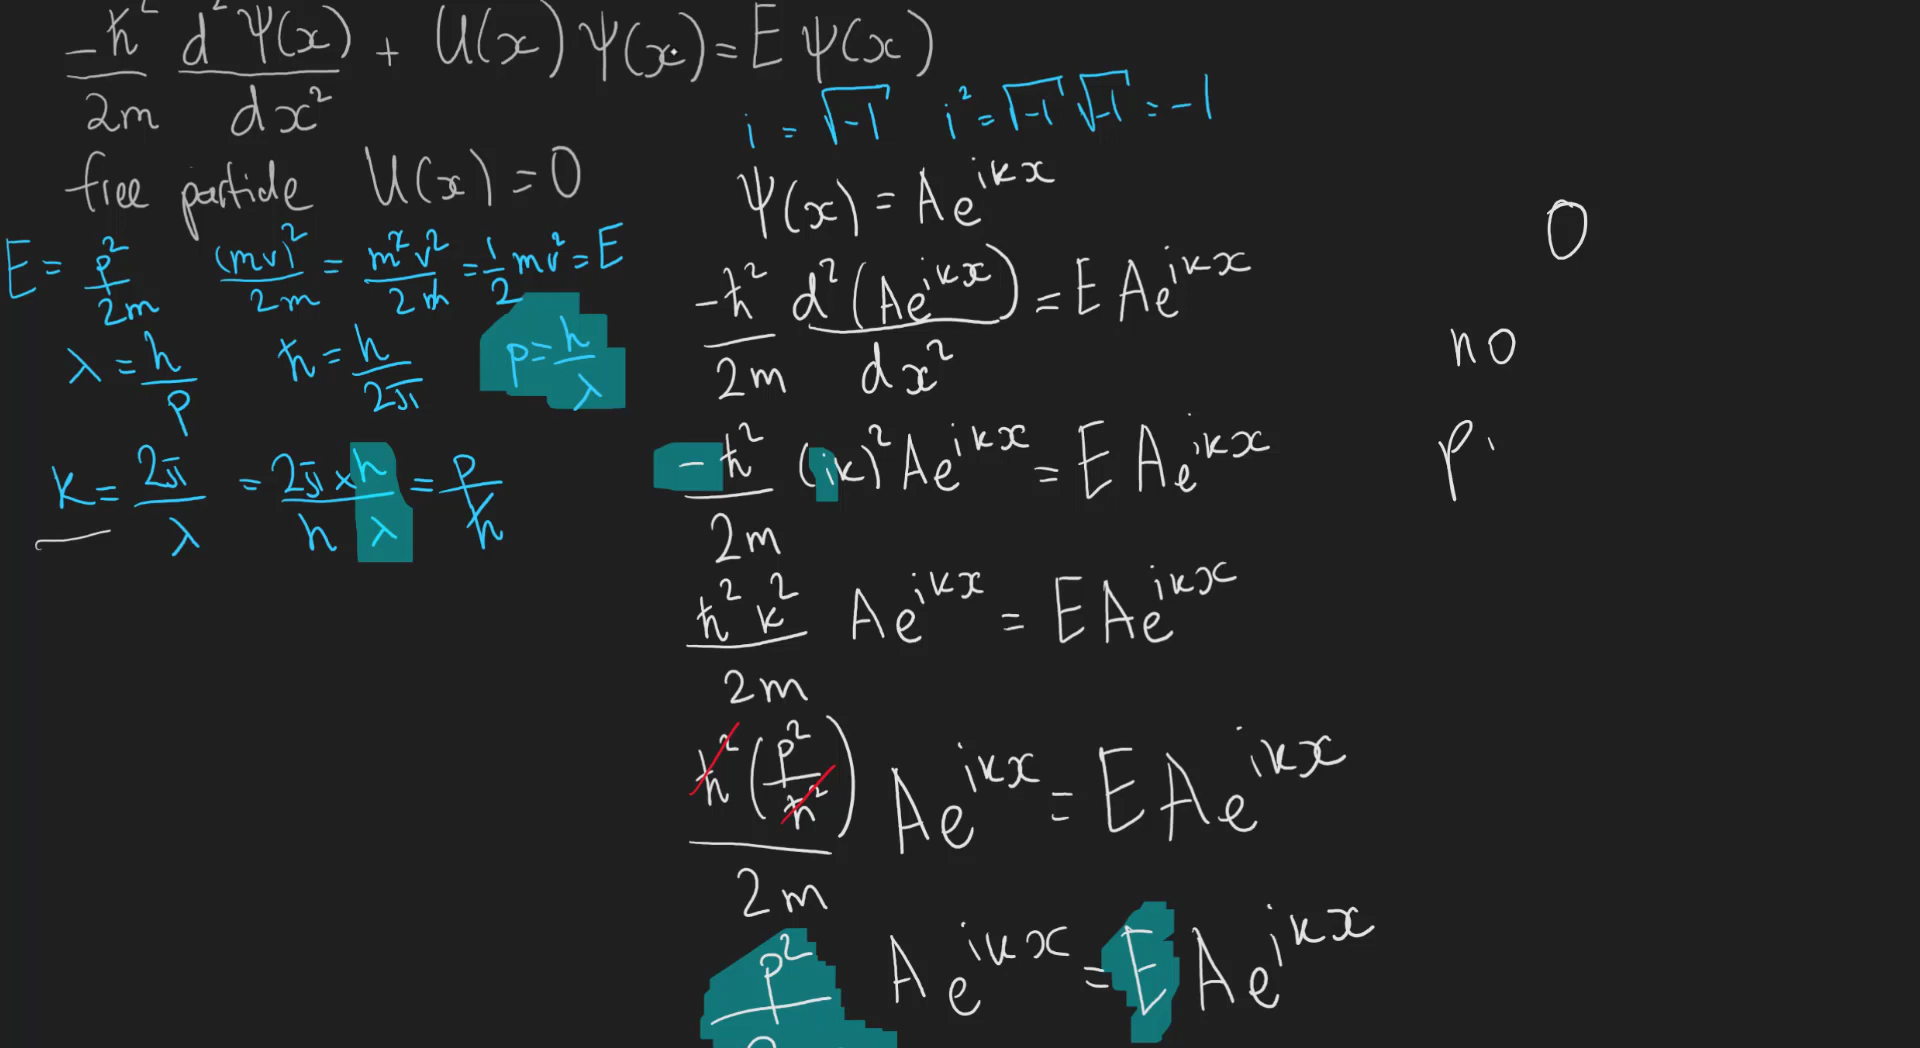 -ħ²/2m d²Ψ(x)/dx² + U(x) Ψ(x) = E Ψ(x)
free particle U(x) = 0
E = p²/2m (mv)²/2m = m²v²/2m = 1/2 mv² = E
λ = h/p ħ = h/2π p = h/λ
k = 2π/λ = 2π × h/h λ = p/ħ
i = √-1 i² = √-1 √-1 = -1
Ψ(x) = Ae^ikx
-ħ²/2m d²(Ae^ikx)/dx² = E Ae^ikx
-ħ²/2m (ik)² Ae^ikx = E Ae^ikx
ħ²k²/2m Ae^ikx = E Ae^ikx
ħ²(p²/ħ²)/2m Ae^ikx = E Ae^ikx
p² Ae^ikx = E Ae^ikx
0
no
p